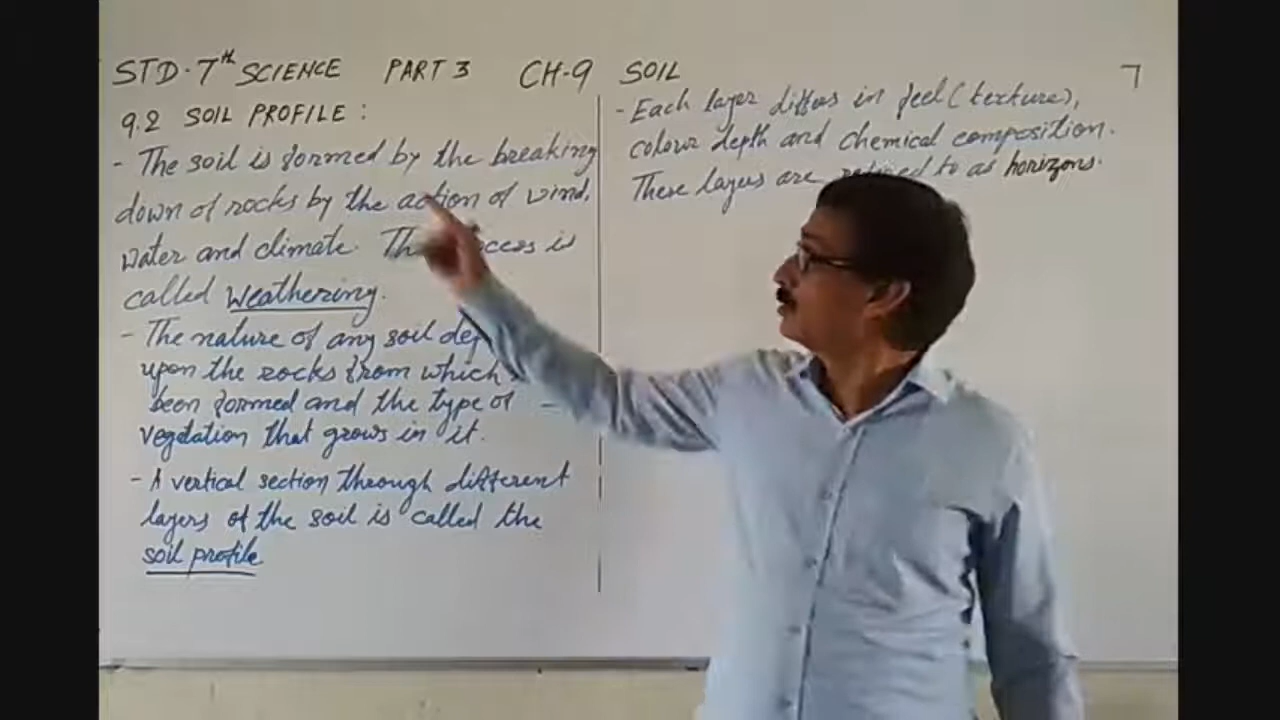 STD. 7th SCIENCE PART 3 CH-9 SOIL 7
9.2 SOIL PROFILE :
- The soil is formed by the breaking
down of rocks by the action of wind,
water and climate. is
called Weathering.
- The nature of any soil
upon the rocks from which
been formed and the type of
vegetation that grows in it.
- A vertical section through different
layers of the soil is called the
soil profile
- Each layer differs in feel (texture),
colour depth and chemical composition.
These layers are to as horizons.